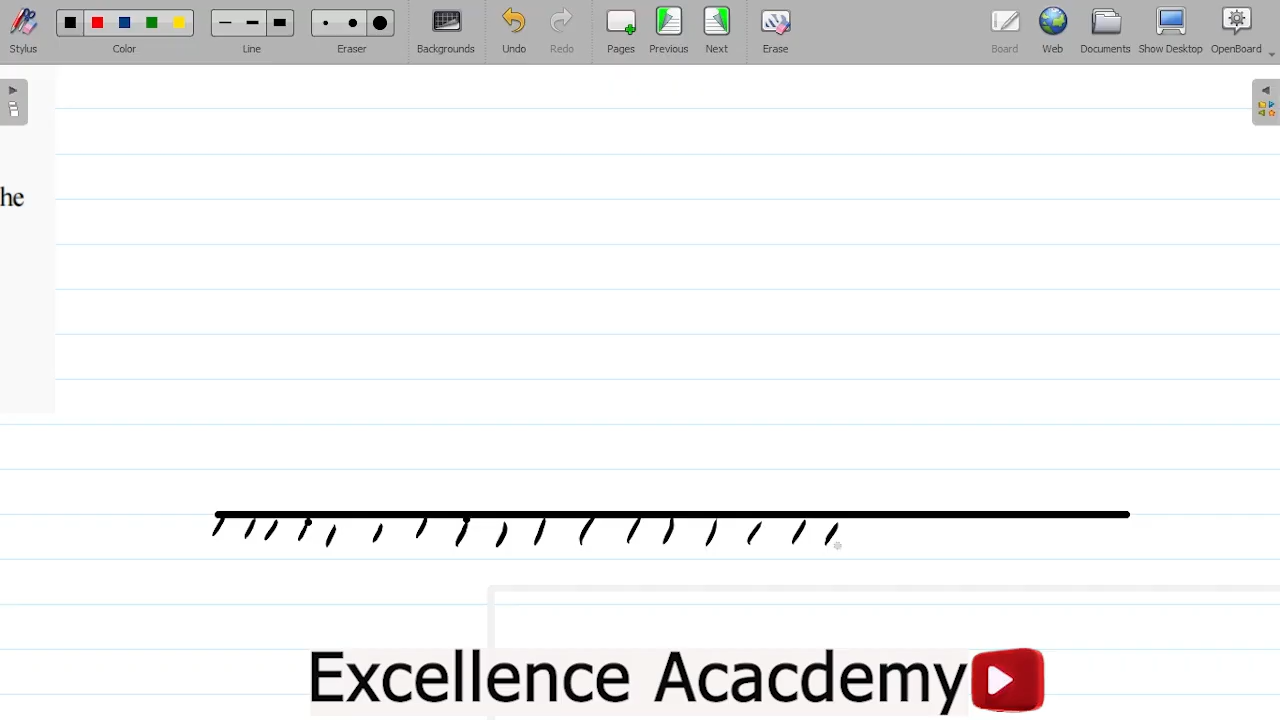 Stylus Color Line Eraser Backgrounds Undo Redo Pages Previous Next Erase Board Web Documents Show Desktop OpenBoard
he
Excellence Acacdemy